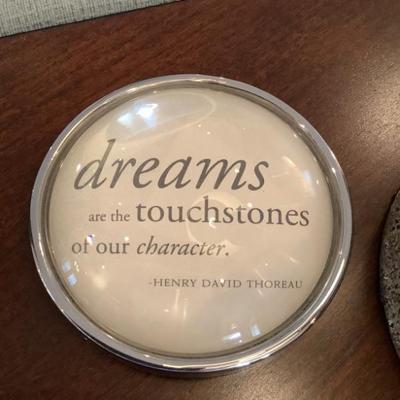 dreams
are the touchstones
of our character.
-HENRY DAVID THOREAU